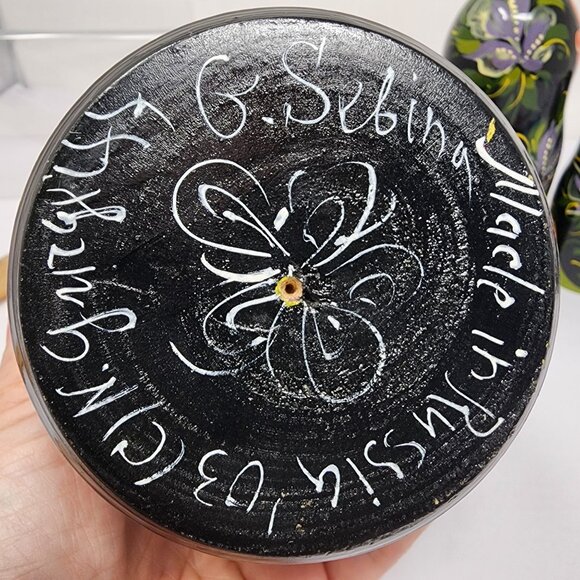 G. Sebina
Made in Russia '03 (C) N.